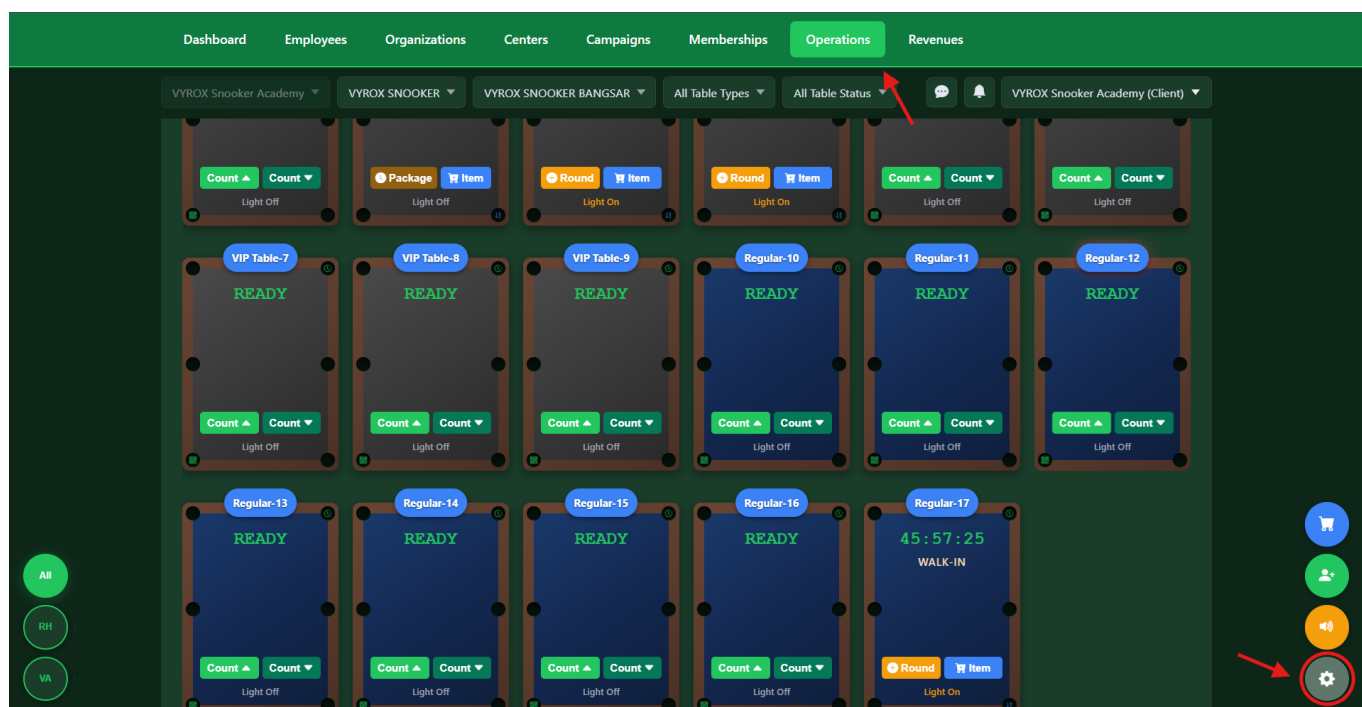 Dashboard Employees Organizations Centers Campaigns Memberships Operations Revenues
VYROX Snooker Academy VYROX SNOOKER VYROX SNOOKER BANGSAR All Table Types All Table Status VYROX Snooker Academy (Client)
Count Count Package Item Round Item Round Item Count Count Count Count
Light Off Light Off Light On Light On Light Off Light Off
VIP Table-7 VIP Table-8 VIP Table-9 Regular-10 Regular-11 Regular-12
READY READY READY READY READY READY
Count Count Count Count Count Count Count Count Count Count Count Count
Light Off Light Off Light Off Light Off Light Off Light Off
Regular-13 Regular-14 Regular-15 Regular-16 Regular-17
READY READY READY READY 45:57:25
WALK-IN
All
RH
Count Count Count Count Count Count Count Count Round Item
VA
Light Off Light Off Light Off Light Off Light On